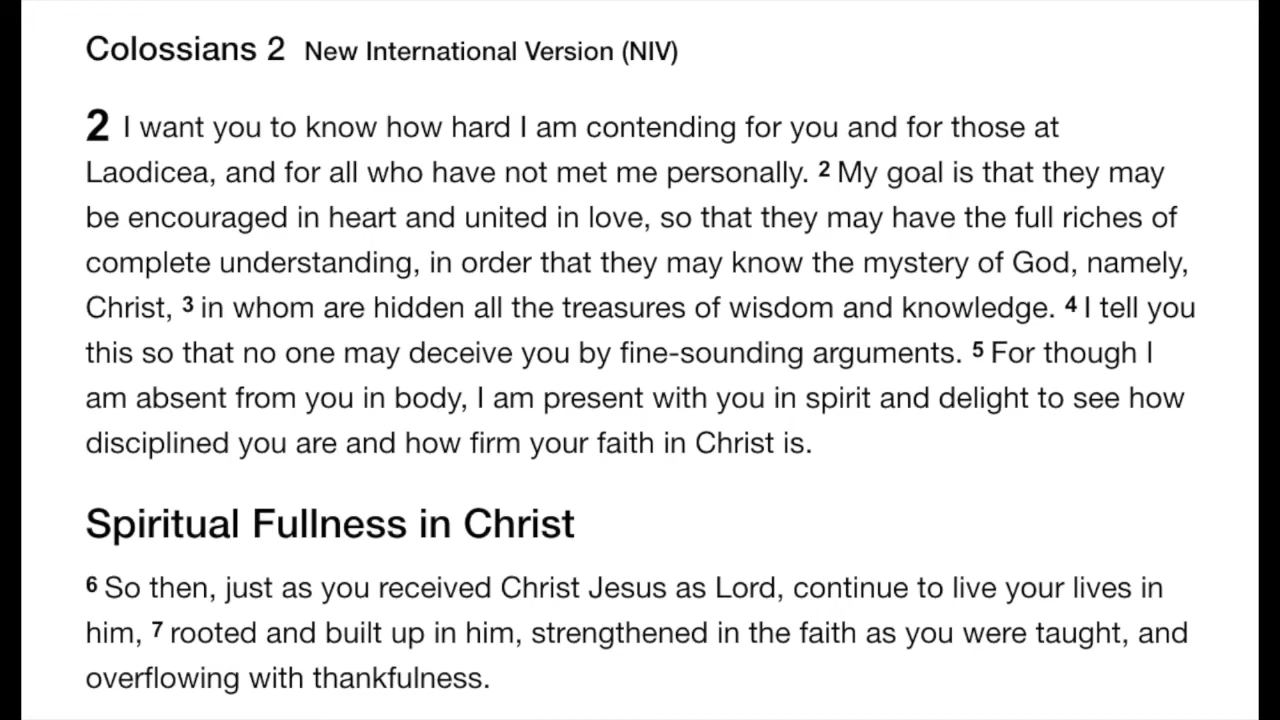 Colossians 2 New International Version (NIV)
2 I want you to know how hard I am contending for you and for those at
Laodicea, and for all who have not met me personally. 2 My goal is that they may
be encouraged in heart and united in love, so that they may have the full riches of
complete understanding, in order that they may know the mystery of God, namely,
Christ, 3 in whom are hidden all the treasures of wisdom and knowledge. 4 I tell you
this so that no one may deceive you by fine-sounding arguments. 5 For though I
am absent from you in body, I am present with you in spirit and delight to see how
disciplined you are and how firm your faith in Christ is.
Spiritual Fullness in Christ
6 So then, just as you received Christ Jesus as Lord, continue to live your lives in
him, 7 rooted and built up in him, strengthened in the faith as you were taught, and
overflowing with thankfulness.